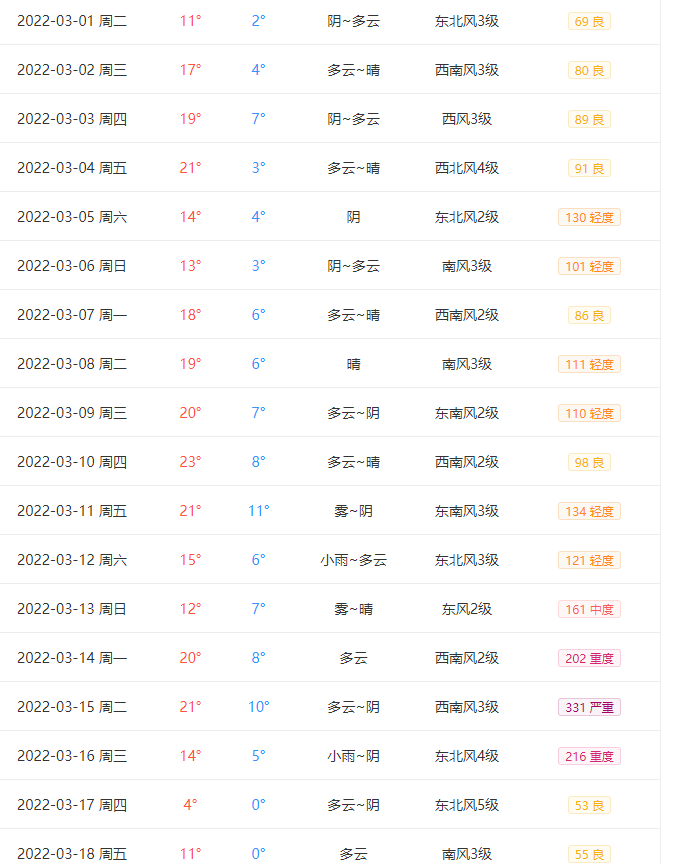 2022-03-01 周二 11° 2° 阴~多云 东北风3级 69 良
2022-03-02 周三 17° 4° 多云~晴 西南风3级 80 良
2022-03-03 周四 19° 7° 阴~多云 西风3级 89 良
2022-03-04 周五 21° 3° 多云~晴 西北风4级 91 良
2022-03-05 周六 14° 4° 阴 东北风2级 130 轻度
2022-03-06 周日 13° 3° 阴~多云 南风3级 101 轻度
2022-03-07 周一 18° 6° 多云~晴 西南风2级 86 良
2022-03-08 周二 19° 6° 晴 南风3级 111 轻度
2022-03-09 周三 20° 7° 多云~阴 东南风2级 110 轻度
2022-03-10 周四 23° 8° 多云~晴 西南风2级 98 良
2022-03-11 周五 21° 11° 雾~阴 东南风3级 134 轻度
2022-03-12 周六 15° 6° 小雨~多云 东北风3级 121 轻度
2022-03-13 周日 12° 7° 雾~晴 东风2级 161 中度
2022-03-14 周一 20° 8° 多云 西南风2级 202 重度
2022-03-15 周二 21° 10° 多云~阴 西南风3级 331 严重
2022-03-16 周三 14° 5° 小雨~阴 东北风4级 216 重度
2022-03-17 周四 4° 0° 多云~阴 东北风5级 53 良
2022-03-18 周五 11° 0° 多云 南风3级 55 良